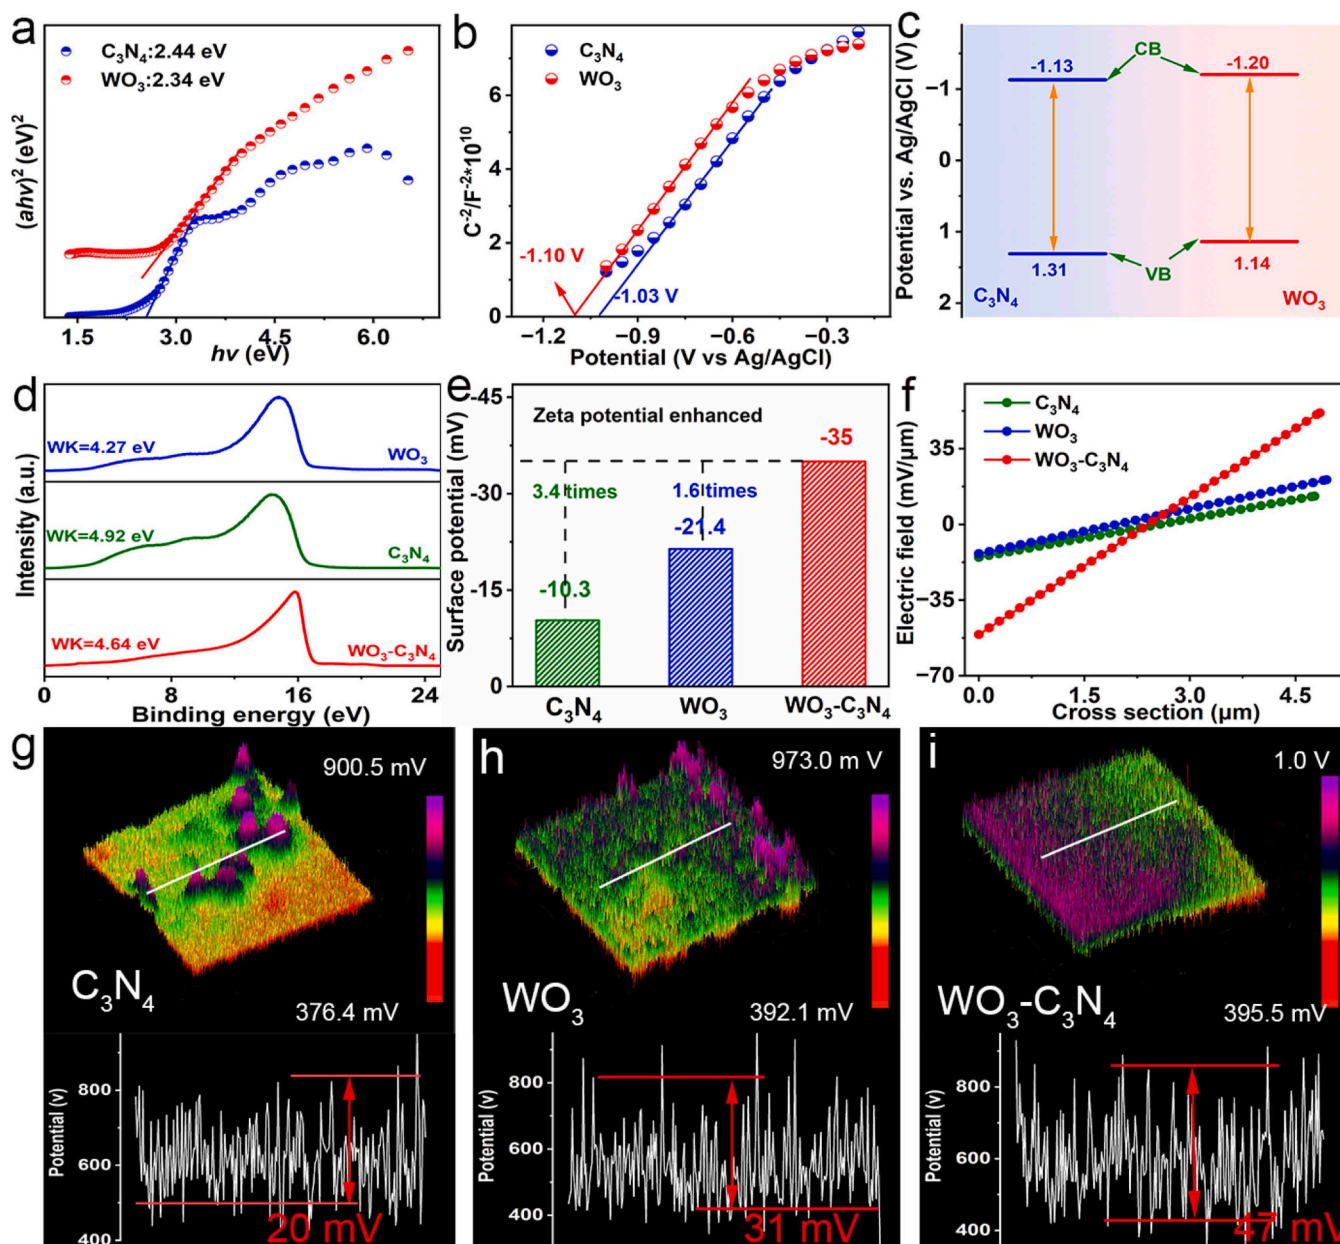 a
C₃N₄:2.44 eV
WO₃:2.34 eV
(ahv)² (eV)²
1.5 3.0 4.5 6.0
hv (eV)
b
C₃N₄
WO₃
C⁻²/F⁻²*10¹⁰
8
6
4
2
0
-1.10 V
-1.03 V
−1.2 −0.9 −0.6 −0.3
Potential (V vs Ag/AgCl)
c
Potential vs. Ag/AgCl (V)
−1
0
1
2
CB
-1.13
-1.20
VB
1.31
1.14
C₃N₄
WO₃
d
Intensity (a.u.)
WK=4.27 eV
WO₃
WK=4.92 eV
C₃N₄
WK=4.64 eV
WO₃-C₃N₄
0 8 16 24
Binding energy (eV)
e
Surface potential (mV)
-45
-30
-15
0
Zeta potential enhanced
-35
3.4 times
1.6 times
-21.4
-10.3
C₃N₄ WO₃ WO₃-C₃N₄
f
C₃N₄
WO₃
WO₃-C₃N₄
Electric field (mV/μm)
35
0
−35
−70
0.0 1.5 3.0 4.5
Cross section (μm)
g
900.5 mV
C₃N₄
376.4 mV
Potential (v)
800
600
400
20 mV
h
973.0 m V
WO₃
392.1 mV
Potential (v)
800
600
400
31 mV
i
1.0 V
WO₃-C₃N₄
395.5 mV
Potential (v)
800
600
400
47 mV